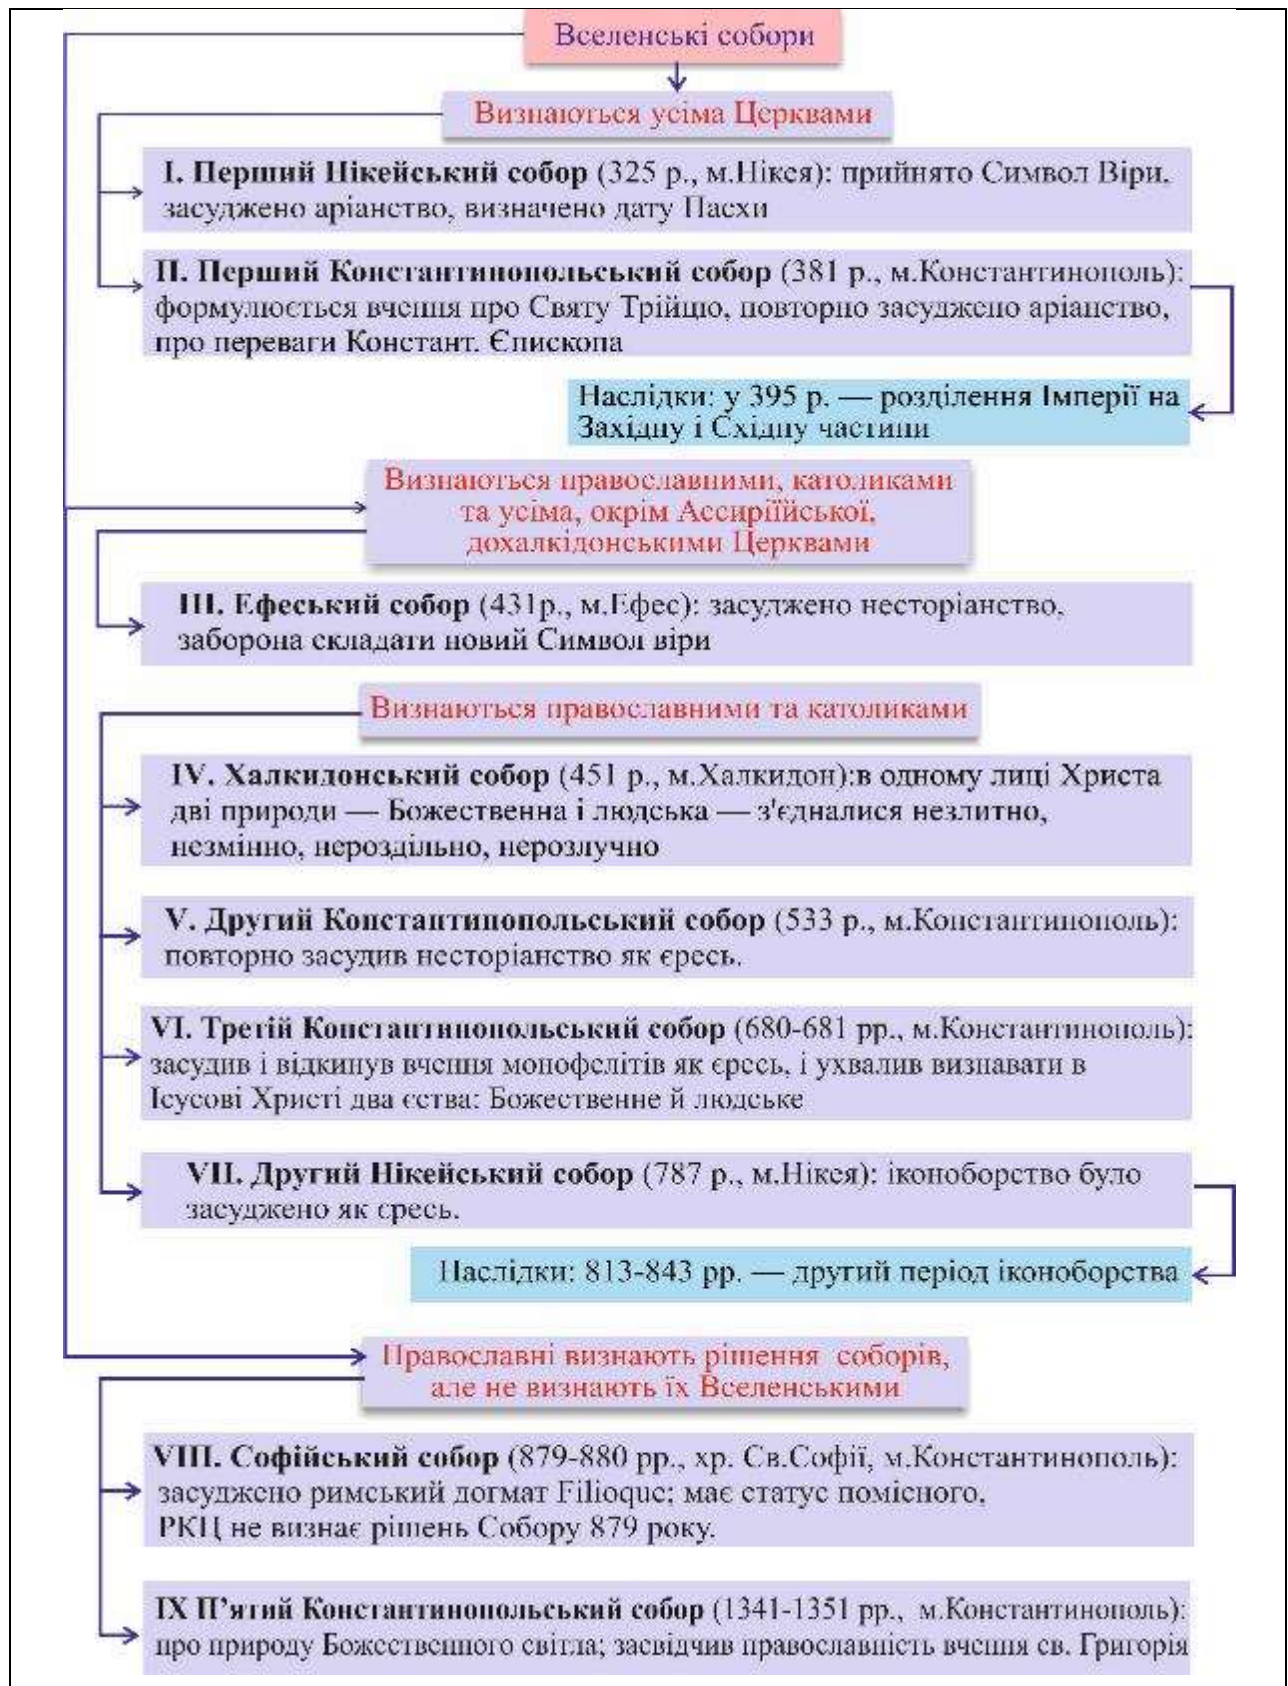 Вселенські собори
Визнаються усіма Церквами
І. Перший Нікейський собор (325 р., м.Нікея): прийнято Символ Віри,
засуджено аріанство, визначено дату Пасхи
ІІ. Перший Константинопольський собор (381 р., м.Константинополь):
формулюється вчення про Святу Трійцю, повторно засуджено аріанство,
про переваги Констант. Єпископа
Наслідки: у 395 р. — розділення Імперії на
Західну і Східну частини
Визнаються православними, католиками
та усіма, окрім Ассиріїйської,
дохалкідонськими Церквами
ІІІ. Ефеський собор (431р., м.Ефес): засуджено несторіанство,
заборона складати новий Символ віри
Визнаються православними та католиками
IV. Халкидонський собор (451 р., м.Халкидон):в одному лиці Христа
дві природи — Божественна і людська — з'єдналися незлитно,
незмінно, нероздільно, нерозлучно
V. Другий Константинопольський собор (533 р., м.Константинополь):
повторно засудив несторіанство як єресь.
VI. Третій Константинопольський собор (680-681 рр., м.Константинополь):
засудив і відкинув вчення монофелітів як єресь, і ухвалив визнавати в
Ісусові Христі два єства: Божественне й людське
VII. Другий Нікейський собор (787 р., м.Нікея): іконоборство було
засуджено як єресь.
Наслідки: 813-843 рр. — другий період іконоборства
Православні визнають рішення соборів,
але не визнають їх Вселенськими
VIII. Софійський собор (879-880 рр., хр. Св.Софії, м.Константинополь):
засуджено римський догмат Filioque; має статус помісного,
РКЦ не визнає рішень Собору 879 року.
IX П’ятий Константинопольський собор (1341-1351 рр., м.Константинополь):
про природу Божественного світла; засвідчив православність вчення св. Григорія